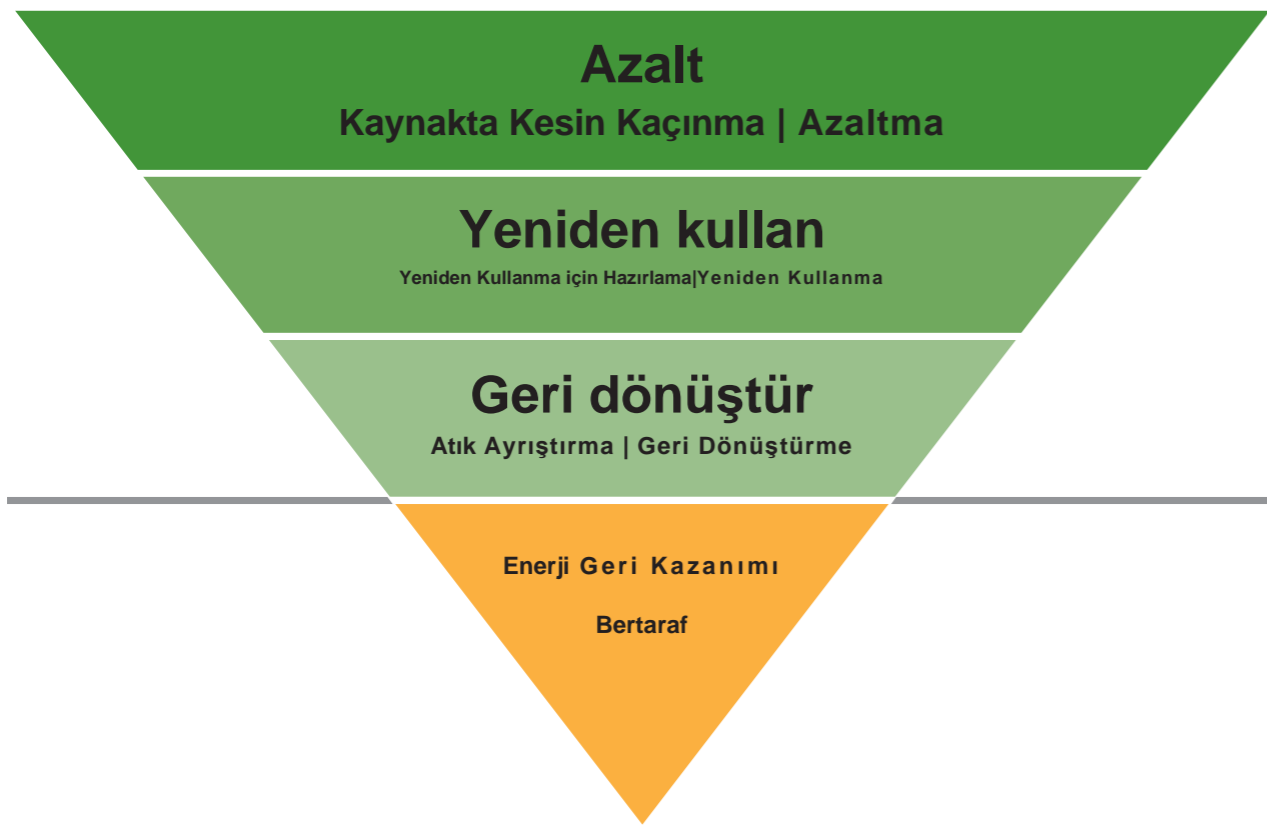 Azalt
Kaynakta Kesin Kaçınma | Azaltma
Yeniden kullan
Yeniden Kullanma için Hazırlama|Yeniden Kullanma
Geri dönüştür
Atık Ayrıştırma | Geri Dönüştürme
Enerji Geri Kazanımı
Bertaraf